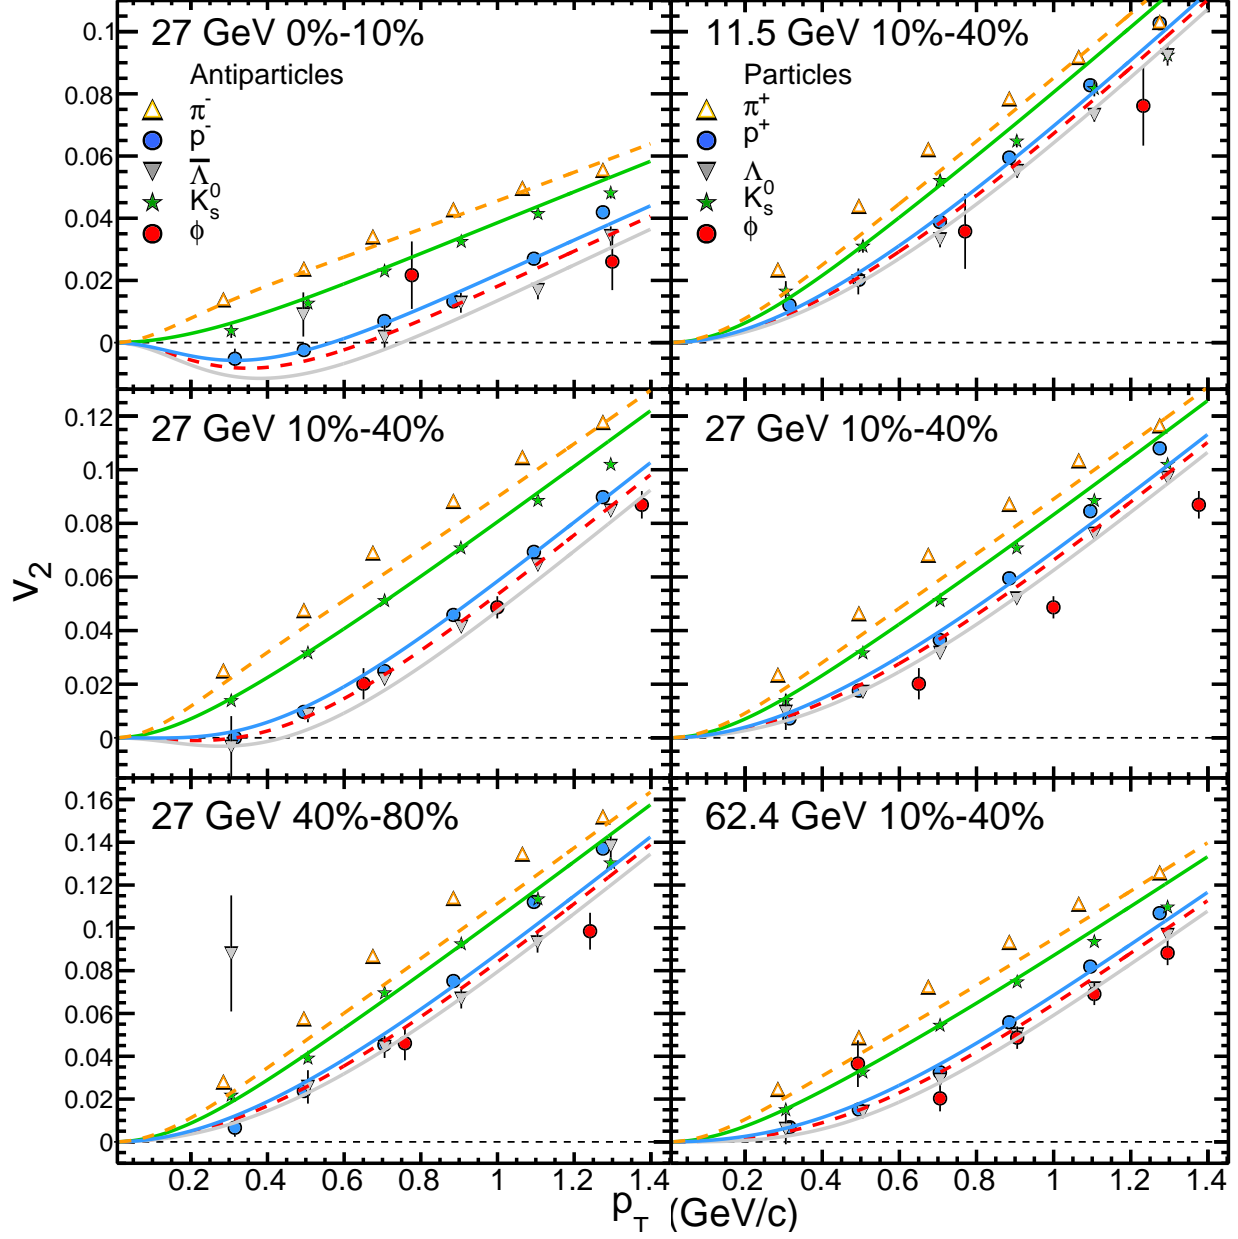 27 GeV 0%-10%
Antiparticles
π⁻
p⁻
Λ̅
K⁰ₛ
ϕ
0.1
0.08
0.06
0.04
0.02
0
11.5 GeV 10%-40%
Particles
π⁺
p⁺
Λ
K⁰ₛ
ϕ
27 GeV 10%-40%
0.12
0.1
0.08
0.06
0.04
0.02
0
v₂
27 GeV 10%-40%
27 GeV 40%-80%
0.16
0.14
0.12
0.1
0.08
0.06
0.04
0.02
0
62.4 GeV 10%-40%
0.2 0.4 0.6 0.8 1 1.2 1.4
0.2 0.4 0.6 0.8 1 1.2 1.4
p_T (GeV/c)